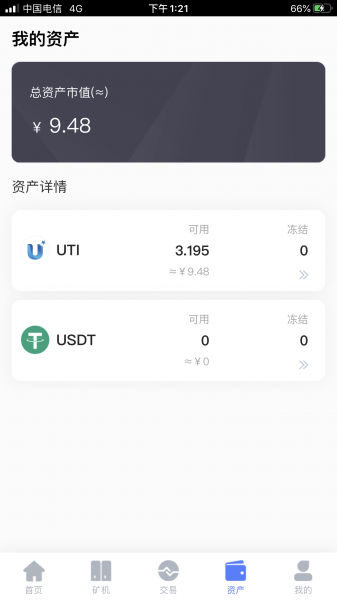 中国电信 4G 下午1:21 66%
我的资产
总资产市值(≈)
￥ 9.48
资产详情
可用 冻结
UTI 3.195 0
≈￥9.48
可用 冻结
USDT 0 0
≈￥0
首页 矿机 交易 资产 我的